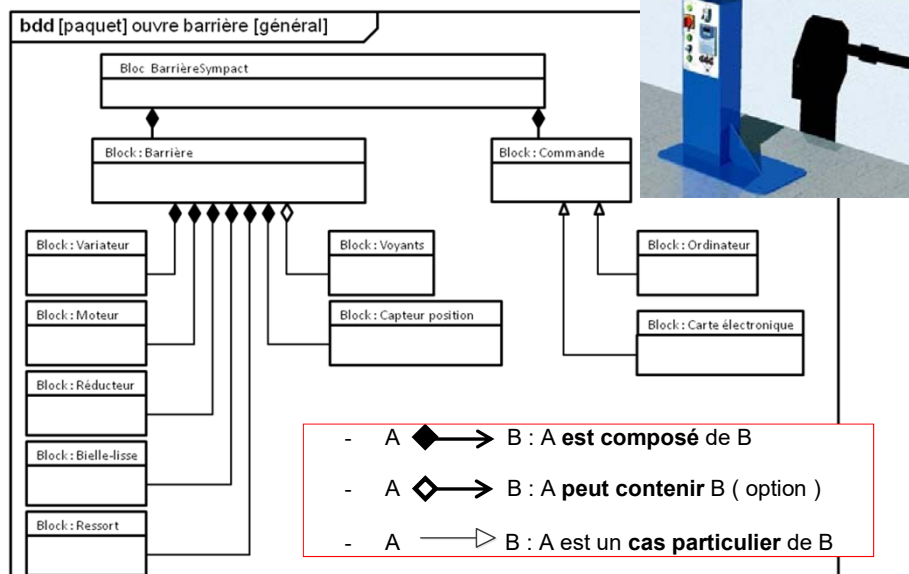 bdd [paquet] ouvre barrière [général]
Bloc BarrièreSympact
Block : Barrière
Block : Commande
Block : Variateur
Block : Voyants
Block : Ordinateur
Block : Moteur
Block : Capteur position
Block : Carte électronique
Block : Réducteur
Block : Bielle-lisse
Block : Ressort
- A B : A est composé de B
- A B : A peut contenir B ( option )
- A B : A est un cas particulier de B